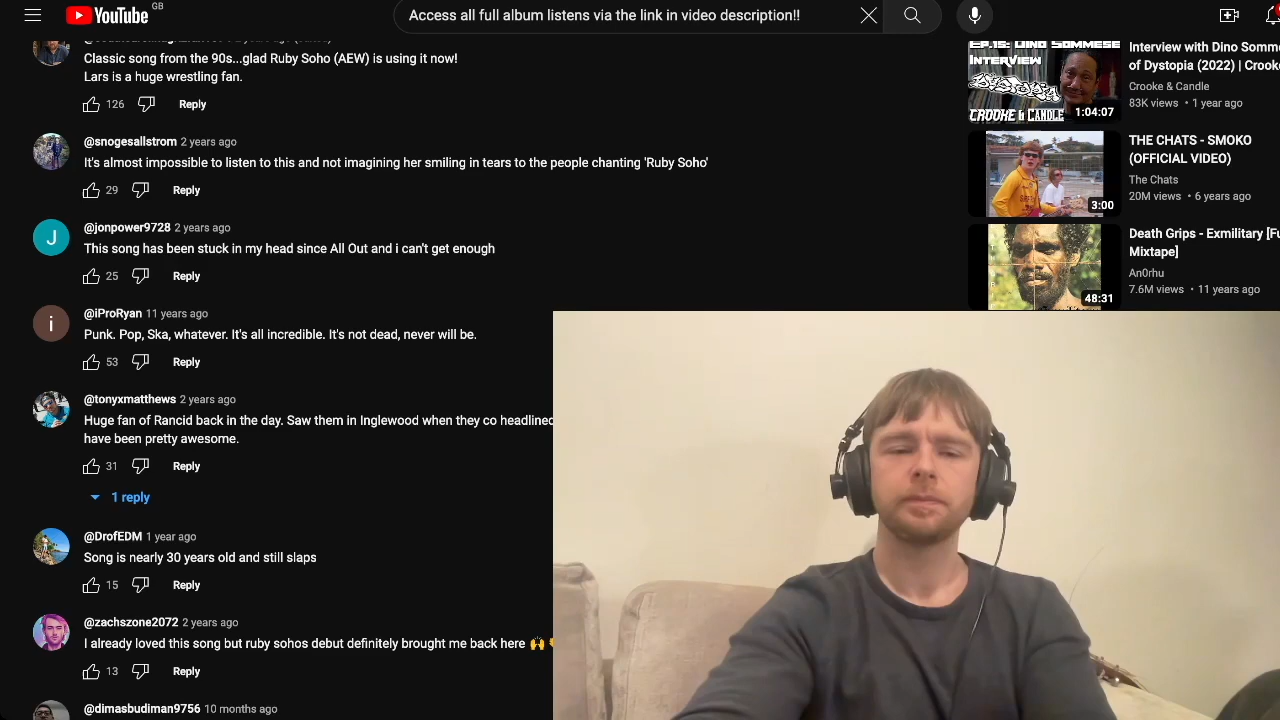 YouTube GB
Access all full album listens via the link in video description!!
Classic song from the 90s...glad Ruby Soho (AEW) is using it now!
Lars is a huge wrestling fan.
126 Reply
@snogesallstrom 2 years ago
It's almost impossible to listen to this and not imagining her smiling in tears to the people chanting 'Ruby Soho'
29 Reply
J
@jonpower9728 2 years ago
This song has been stuck in my head since All Out and i can't get enough
25 Reply
i
@iProRyan 11 years ago
Punk. Pop, Ska, whatever. It's all incredible. It's not dead, never will be.
53 Reply
@tonyxmatthews 2 years ago
Huge fan of Rancid back in the day. Saw them in Inglewood when they co headlined
have been pretty awesome.
31 Reply
1 reply
@DrofEDM 1 year ago
Song is nearly 30 years old and still slaps
15 Reply
@zachszone2072 2 years ago
I already loved this song but ruby sohos debut definitely brought me back here 🙌
13 Reply
@dimasbudiman9756 10 months ago
EP.15: DINO SOMMESE
INTERVIEW
DYSTOPIA
CROOKE & CANDLE
1:04:07
Interview with Dino Somm
of Dystopia (2022) | Crooke
Crooke & Candle
83K views • 1 year ago
3:00
THE CHATS - SMOKO
(OFFICIAL VIDEO)
The Chats
20M views • 6 years ago
48:31
Death Grips - Exmilitary [Fu
Mixtape]
An0rhu
7.6M views • 11 years ago